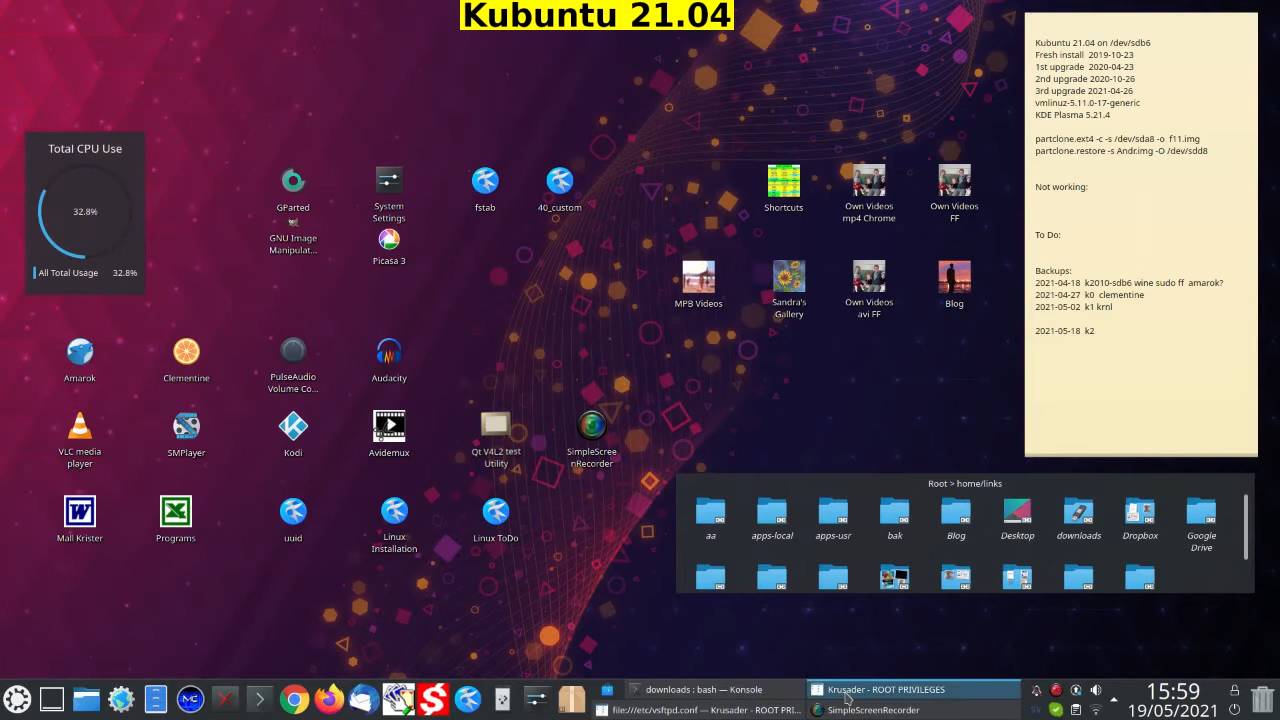 Kubuntu 21.04
Kubuntu 21.04 on /dev/sdb6
Fresh install 2019-10-23
1st upgrade 2020-04-23
2nd upgrade 2020-10-26
3rd upgrade 2021-04-26
vmlinuz-5.11.0-17-generic
KDE Plasma 5.21.4
partclone.ext4 -c -s /dev/sda8 -o f11.img
partclone.restore -s Andr.img -O /dev/sdd8
Not working:
To Do:
Backups:
2021-04-18 k2010-sdb6 wine sudo ff amarok?
2021-04-27 k0 clementine
2021-05-02 k1 krnl
2021-05-18 k2
Total CPU Use
32.8%
All Total Usage 32.8%
GParted
System
Settings
fstab
40_custom
GNU Image
Manipulat...
Picasa 3
Shortcuts
Own Videos
mp4 Chrome
Own Videos
FF
MPB Videos
Sandra's
Gallery
Own Videos
avi FF
Blog
Amarok
Clementine
PulseAudio
Volume Co...
Audacity
VLC media
player
SMPlayer
Kodi
Avidemux
Qt V4L2 test
Utility
SimpleScree
nRecorder
Mall Krister
Programs
uuid
Linux
Installation
Linux ToDo
Root > home/links
aa
apps-local
apps-usr
bak
Blog
Desktop
downloads
Dropbox
Google
Drive
downloads : bash — Konsole
Krusader - ROOT PRIVILEGES
file:///etc/vsftpd.conf — Krusader - ROOT PRI...
SimpleScreenRecorder
SV
15:59
19/05/2021